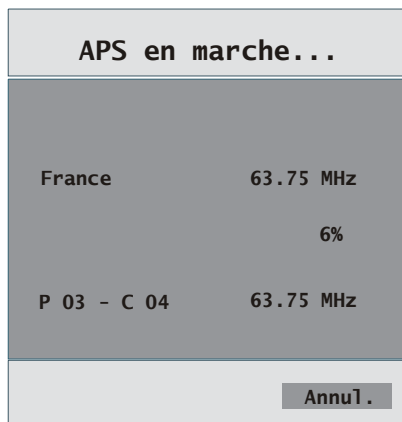 APS en marche...
France 63.75 MHz
6%
P 03 - C 04 63.75 MHz
Annul.